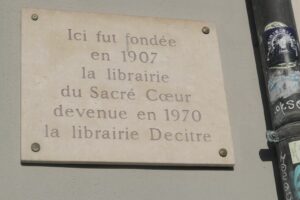 Ici fut fondée
en 1907
la librairie
du Sacré Cœur
devenue en 1970
la librairie Decitre